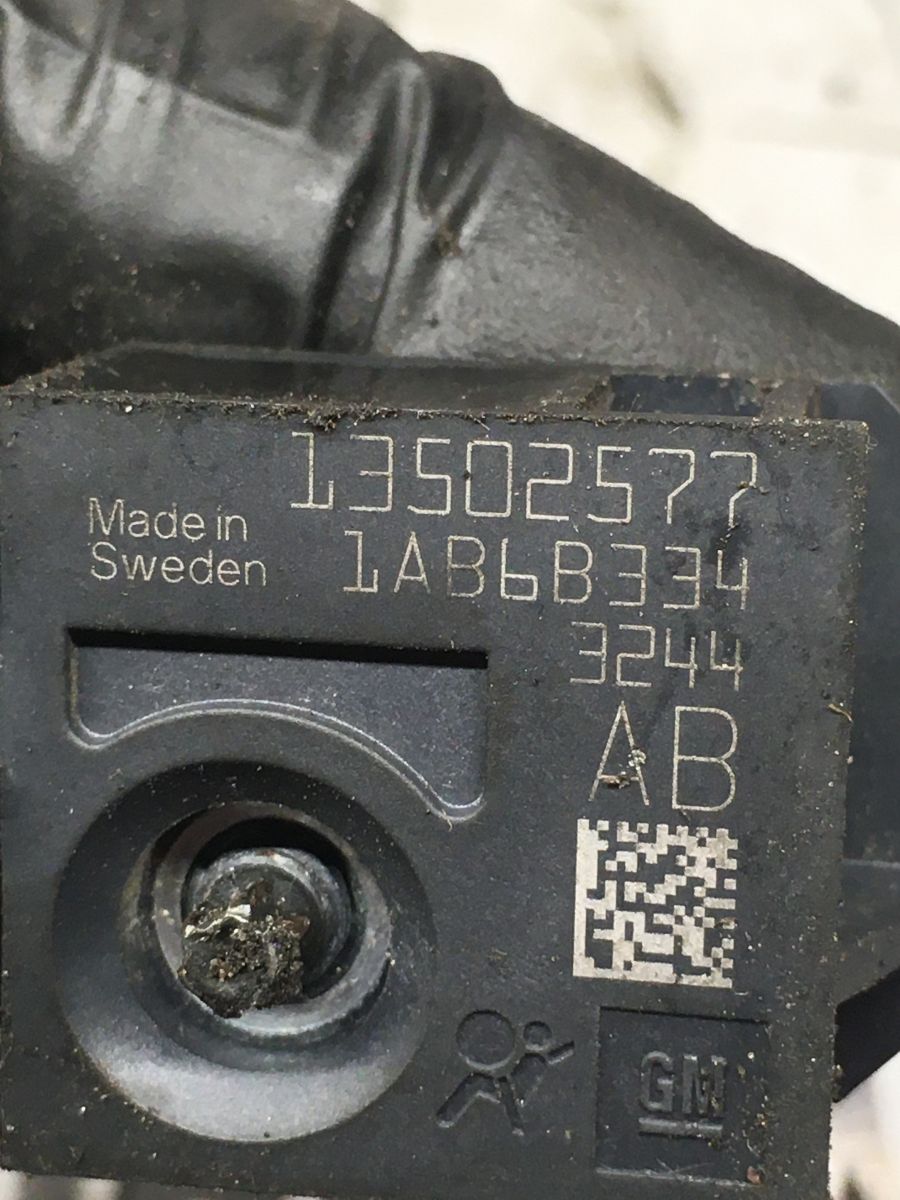 13502577
Made in
Sweden
1AB6B334
3244
AB
GM